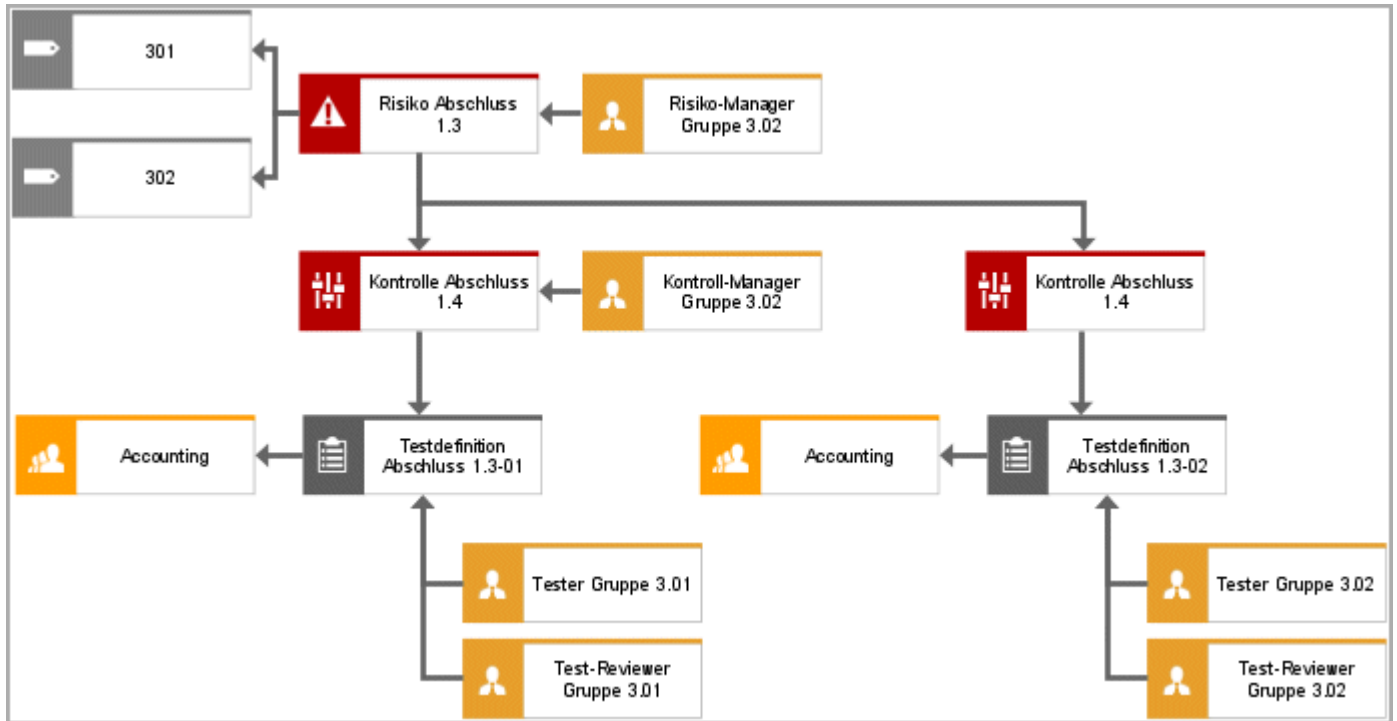 301
Risiko Abschluss
1.3
Risiko-Manager
Gruppe 3.02
302
Kontrolle Abschluss
1.4
Kontroll-Manager
Gruppe 3.02
Kontrolle Abschluss
1.4
Accounting
Testdefinition
Abschluss 1.3-01
Accounting
Testdefinition
Abschluss 1.3-02
Tester Gruppe 3.01
Tester Gruppe 3.02
Test-Reviewer
Gruppe 3.01
Test-Reviewer
Gruppe 3.02